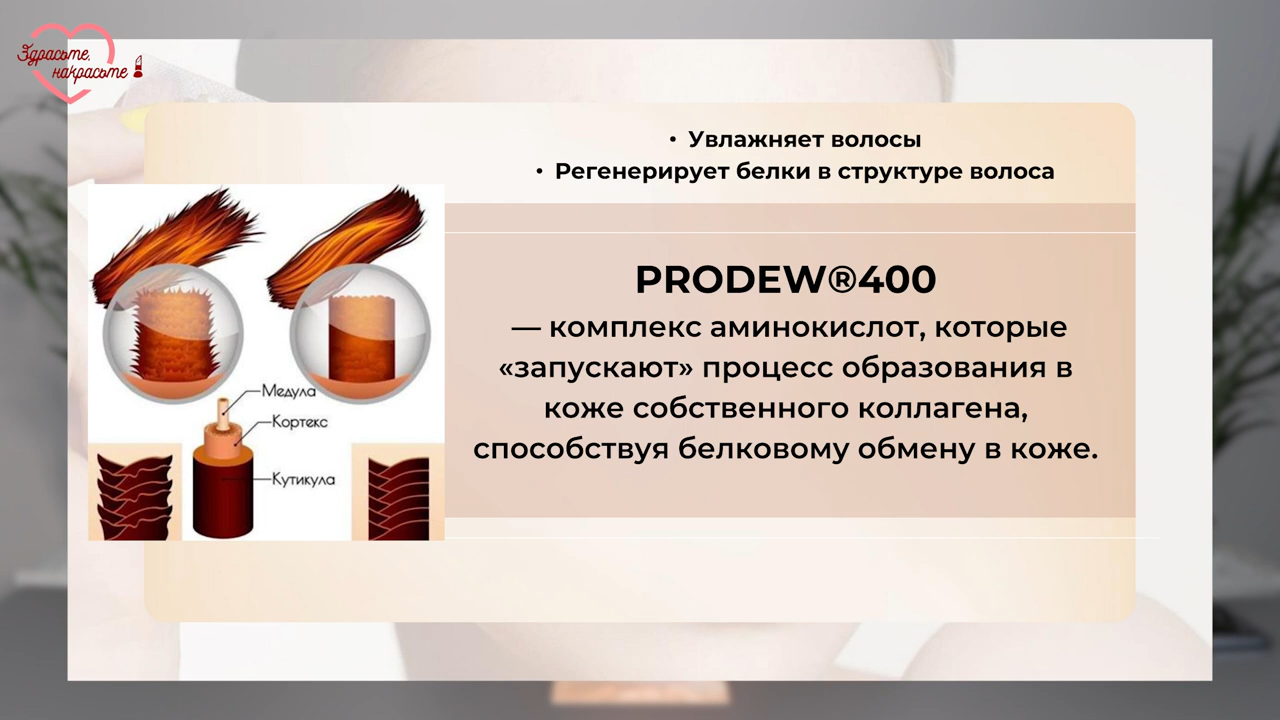 Здрасьте,
накрасьте
• Увлажняет волосы
• Регенерирует белки в структуре волоса
PRODEW®400
— комплекс аминокислот, которые
«запускают» процесс образования в
коже собственного коллагена,
способствуя белковому обмену в коже.
Медула
Кортекс
Кутикула